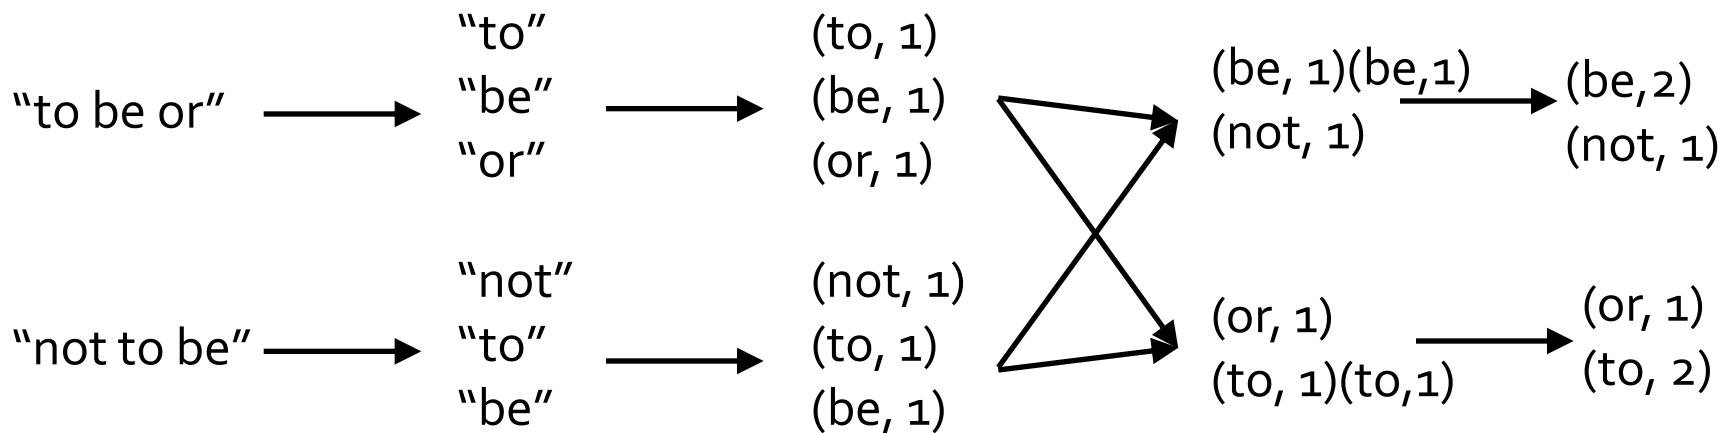 “to be or”
“to”
“be”
“or”
(to, 1)
(be, 1)
(or, 1)
(be, 1)(be,1)
(not, 1)
(be,2)
(not, 1)
“not to be”
“not”
“to”
“be”
(not, 1)
(to, 1)
(be, 1)
(or, 1)
(to, 1)(to,1)
(or, 1)
(to, 2)